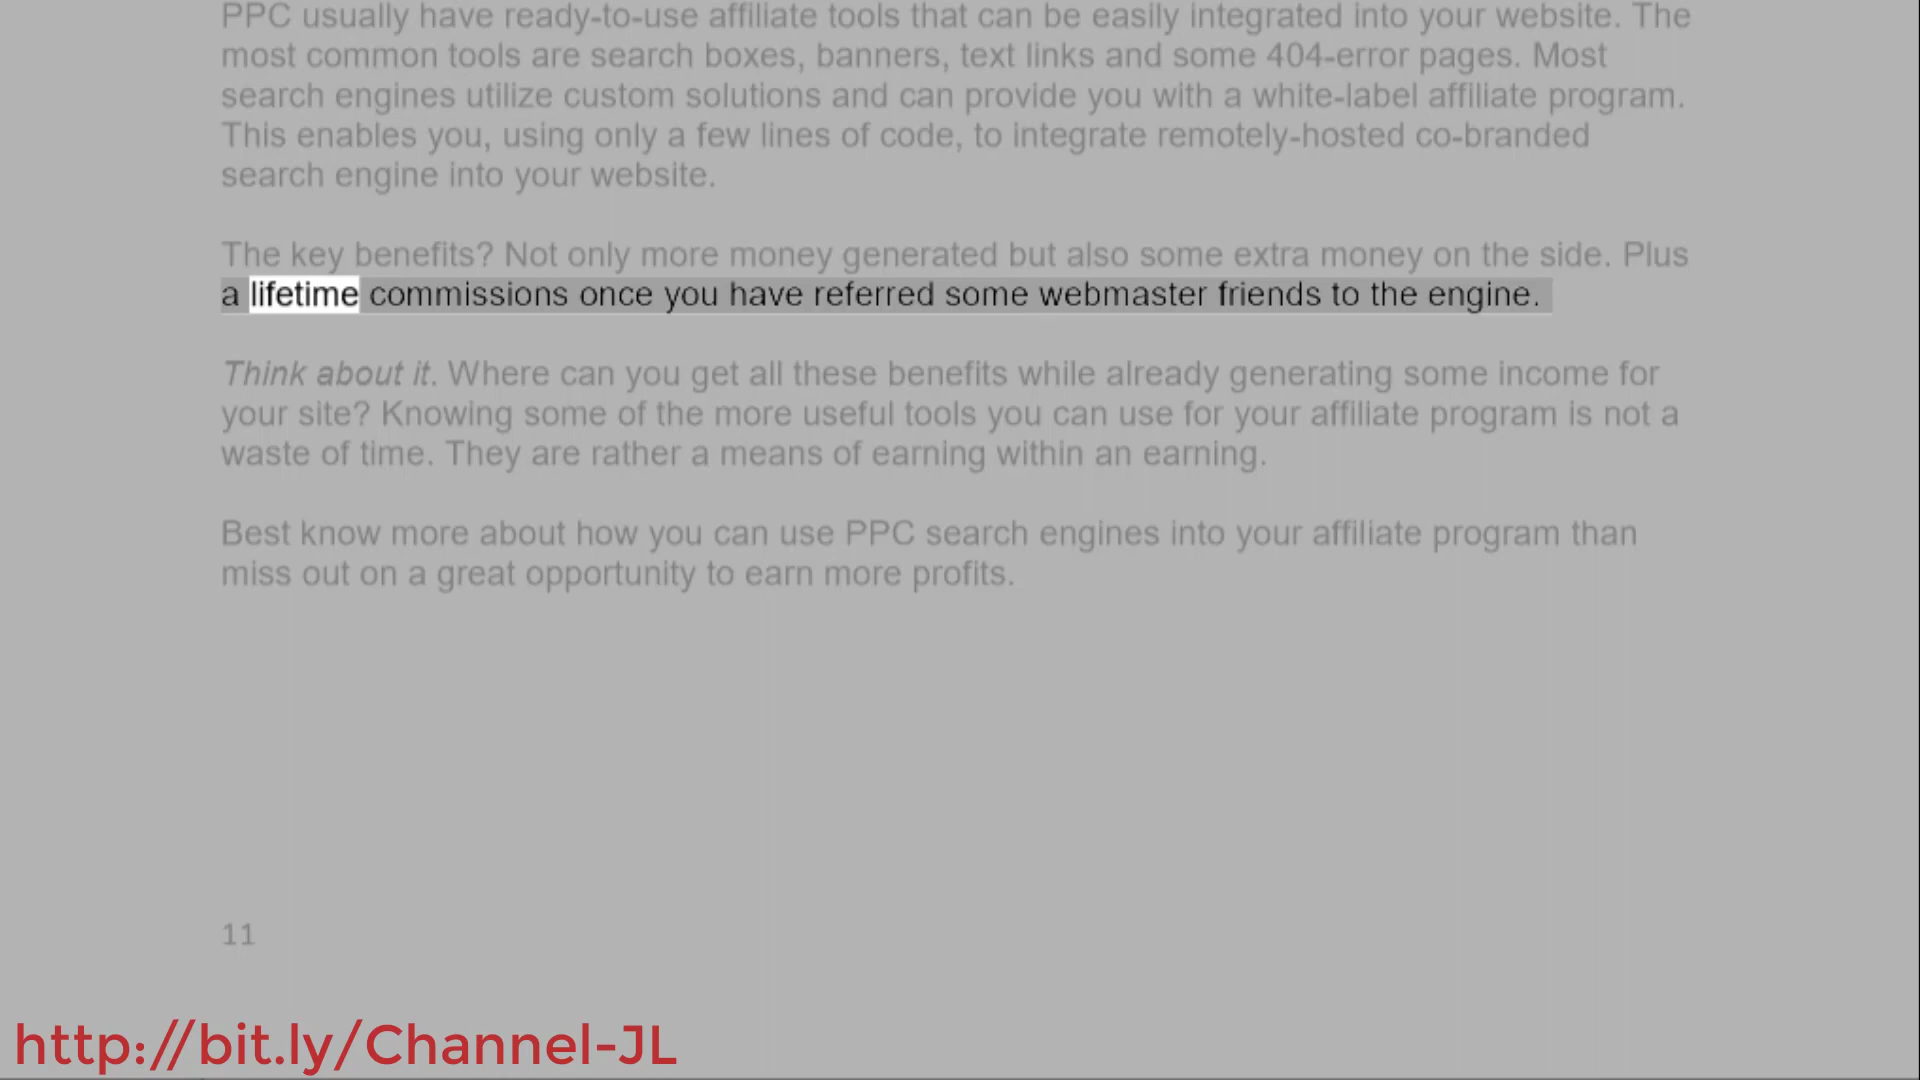 PPC usually have ready-to-use affiliate tools that can be easily integrated into your website. The
most common tools are search boxes, banners, text links and some 404-error pages. Most
search engines utilize custom solutions and can provide you with a white-label affiliate program.
This enables you, using only a few lines of code, to integrate remotely-hosted co-branded
search engine into your website.
The key benefits? Not only more money generated but also some extra money on the side. Plus
a lifetime commissions once you have referred some webmaster friends to the engine.
Think about it. Where can you get all these benefits while already generating some income for
your site? Knowing some of the more useful tools you can use for your affiliate program is not a
waste of time. They are rather a means of earning within an earning.
Best know more about how you can use PPC search engines into your affiliate program than
miss out on a great opportunity to earn more profits.
11
http://bit.ly/Channel-JL